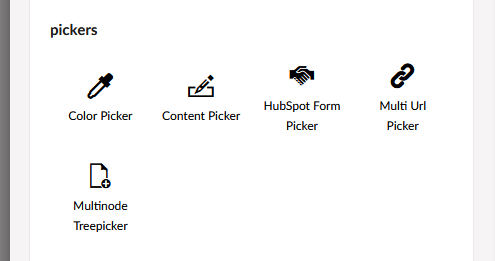 pickers
Color Picker
Content Picker
HubSpot Form
Picker
Multi Url
Picker
Multinode
Treepicker